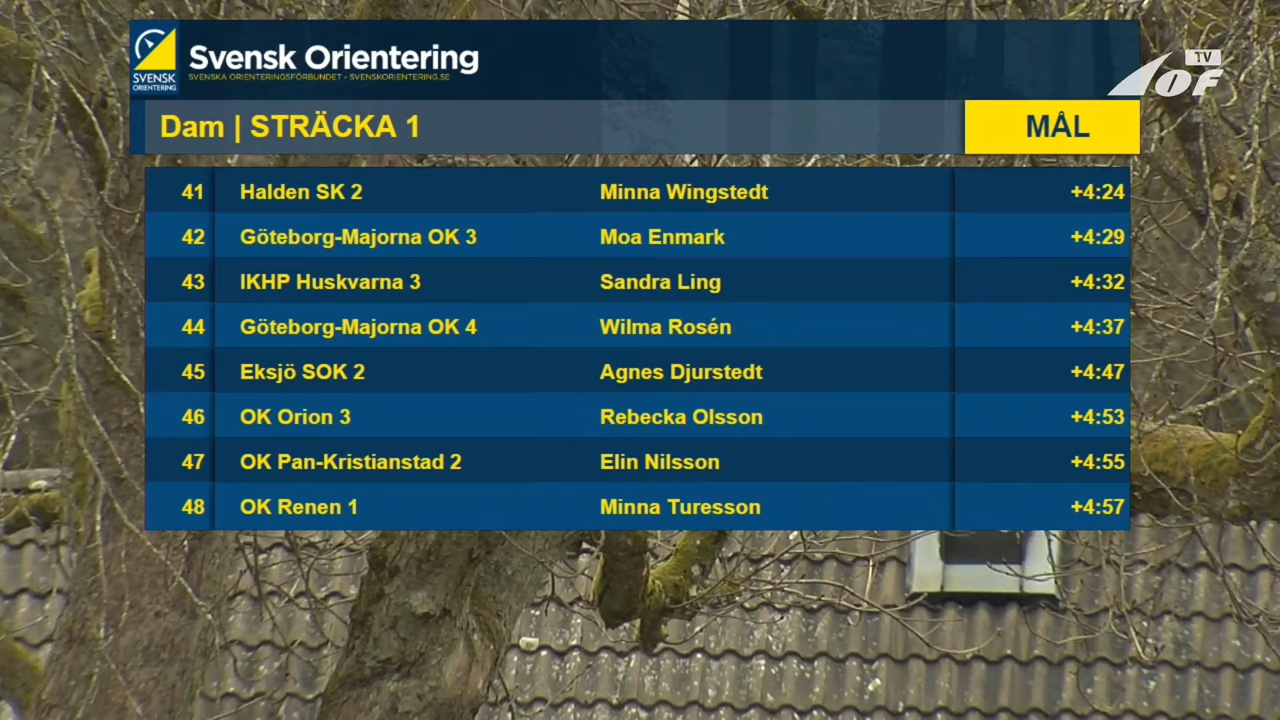 Svensk Orientering
SVENSKA ORIENTERINGSFÖRBUNDET - SVENSKORIENTERING.SE
SVENSK
ORIENTERING
TV
OF
Dam | STRÄCKA 1 MÅL
41 Halden SK 2 Minna Wingstedt +4:24
42 Göteborg-Majorna OK 3 Moa Enmark +4:29
43 IKHP Huskvarna 3 Sandra Ling +4:32
44 Göteborg-Majorna OK 4 Wilma Rosén +4:37
45 Eksjö SOK 2 Agnes Djurstedt +4:47
46 OK Orion 3 Rebecka Olsson +4:53
47 OK Pan-Kristianstad 2 Elin Nilsson +4:55
48 OK Renen 1 Minna Turesson +4:57